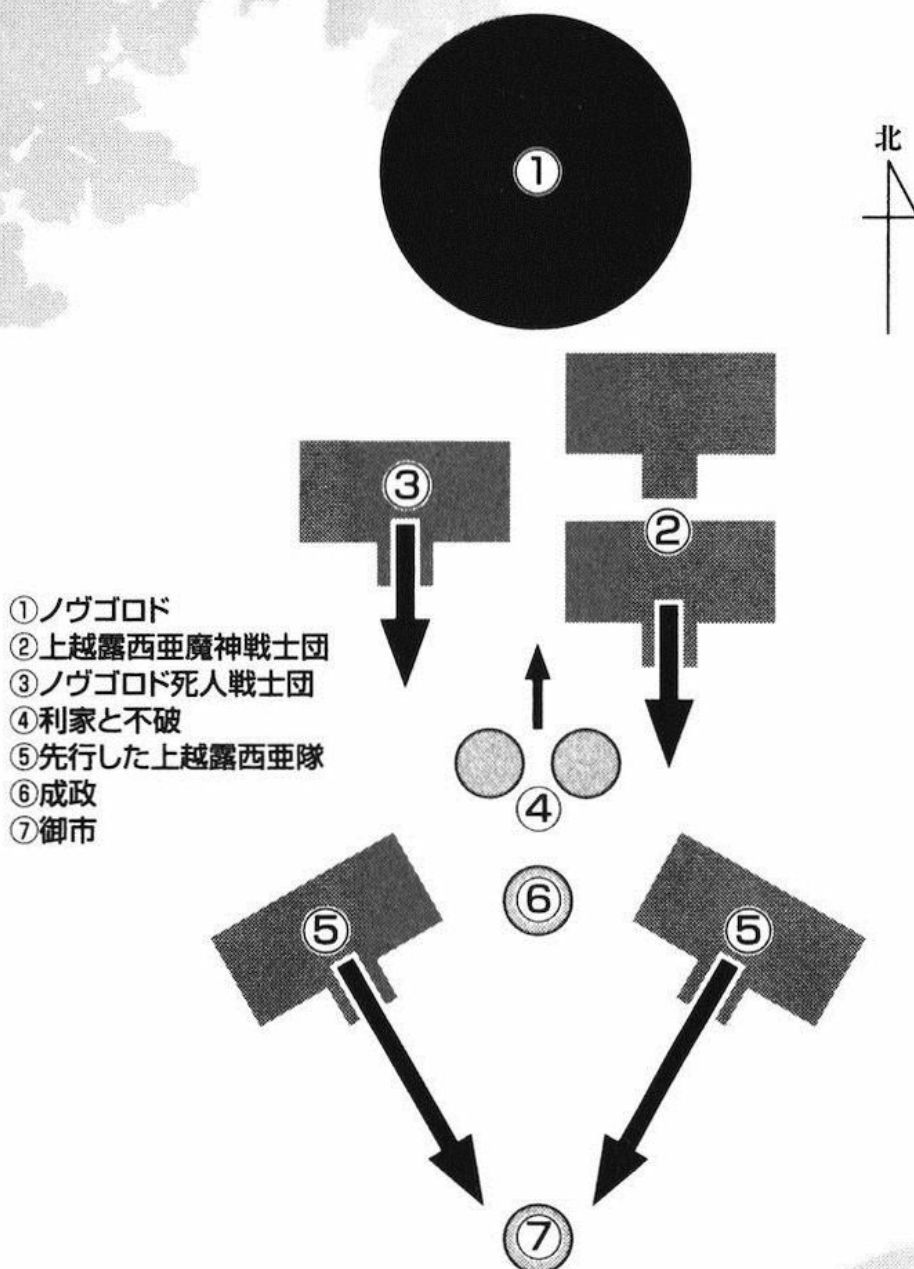 ①
北
③
②
①ノヴゴロド
②上越露西亜魔神戦士団
③ノヴゴロド死人戦士団
④利家と不破
⑤先行した上越露西亜隊
⑥成政
⑦御市
④
⑥
⑤
⑤
⑦